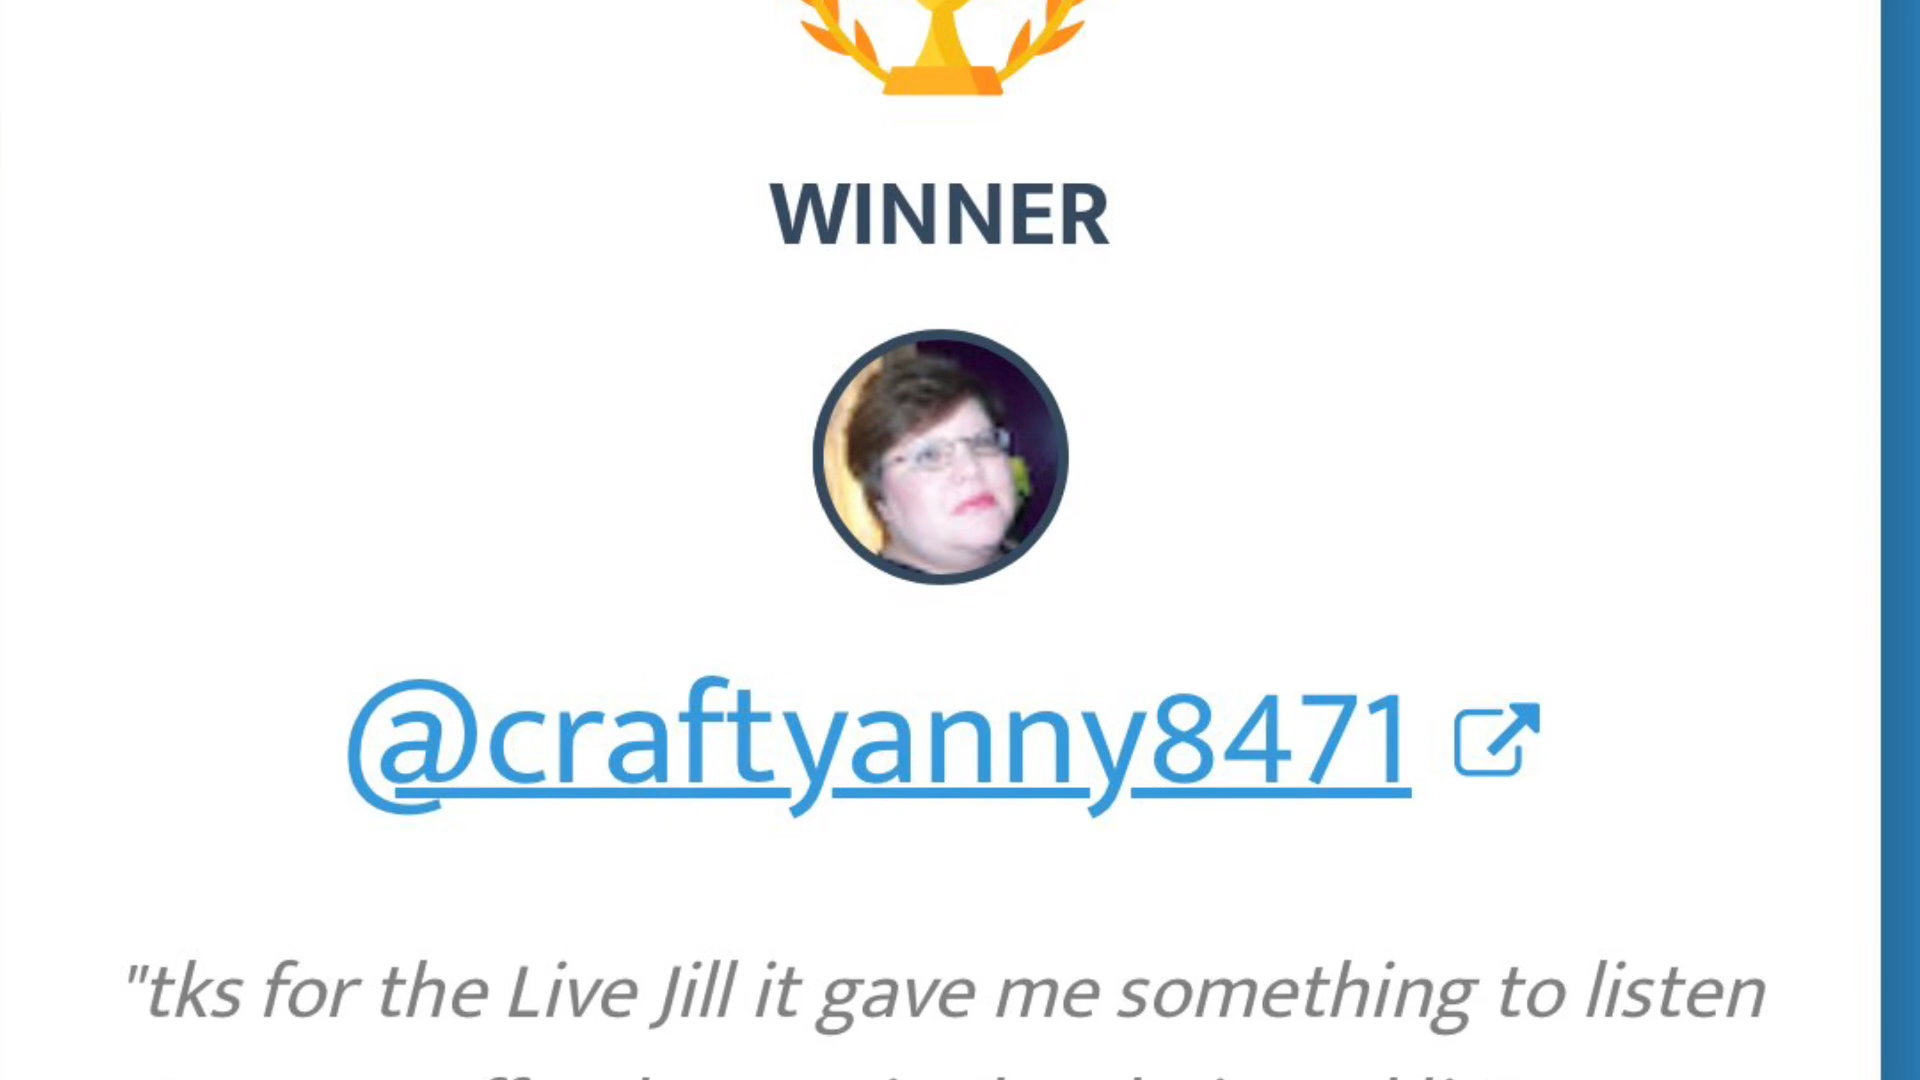 WINNER
@craftyanny8471
"tks for the Live Jill it gave me something to listen